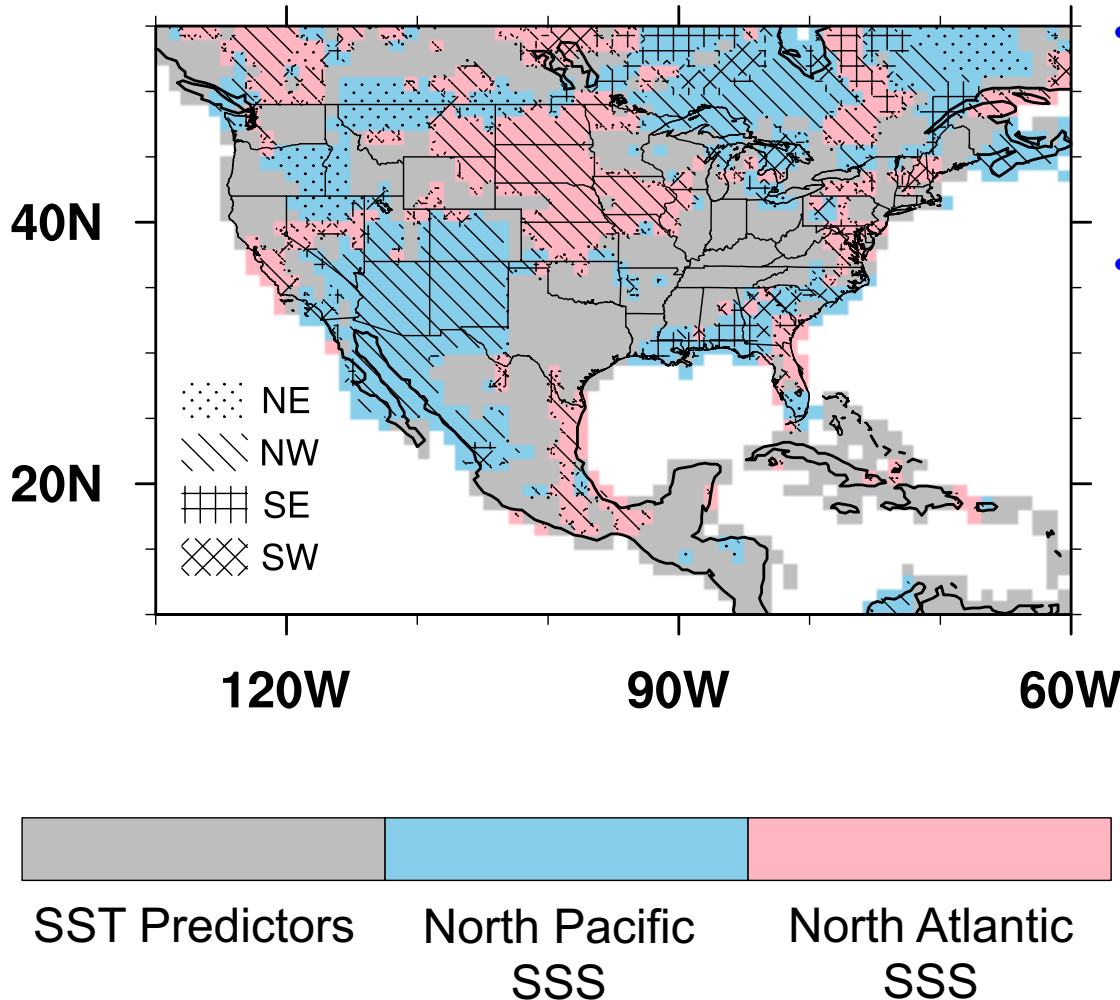 40N
20N
NE
NW
SE
SW
120W
90W
60W
SST Predictors
North Pacific
SSS
North Atlantic
SSS